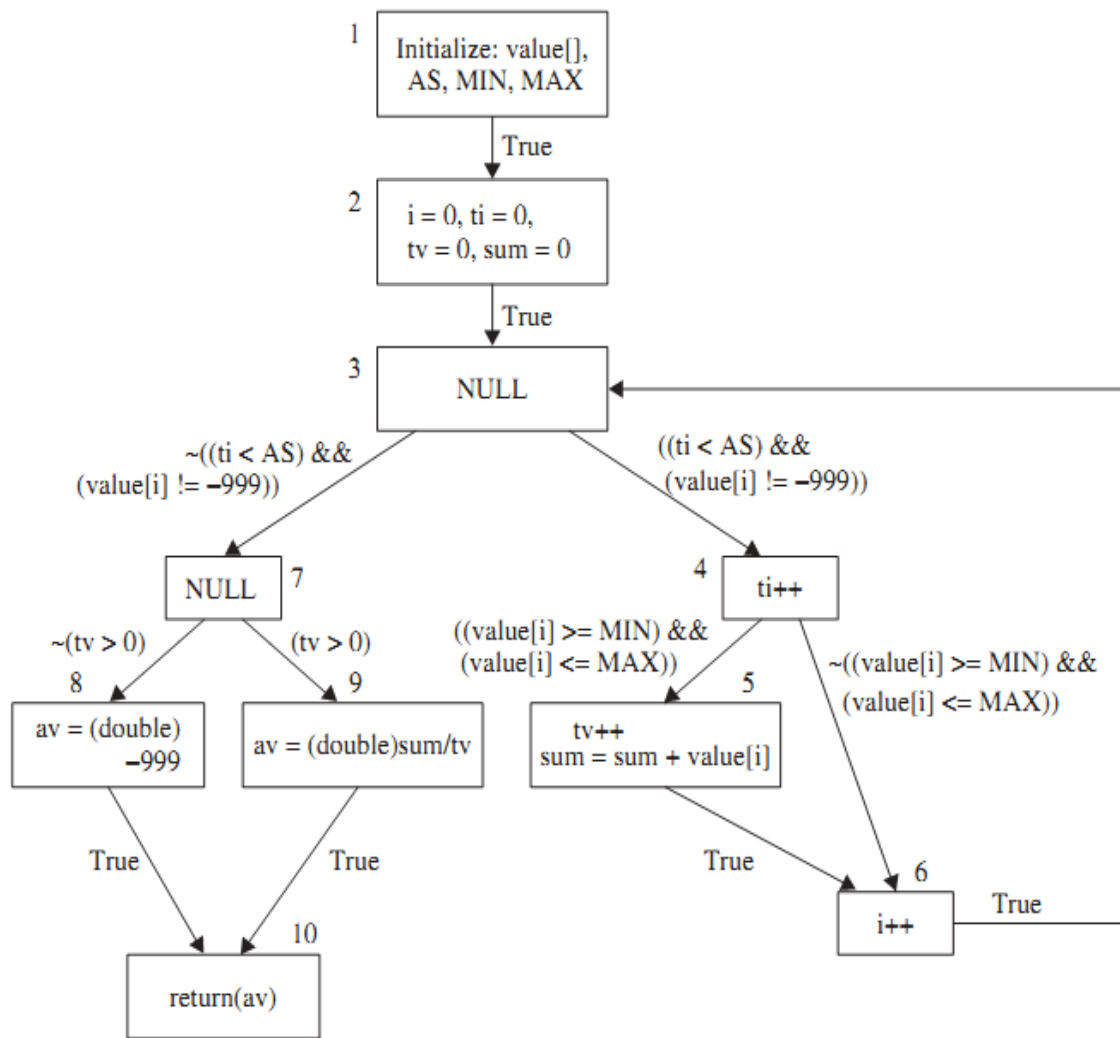 1
Initialize: value[],
AS, MIN, MAX
True
2
i = 0, ti = 0,
tv = 0, sum = 0
True
3
NULL
~((ti < AS) &&
(value[i] != –999))
((ti < AS) &&
(value[i] != –999))
NULL
7
4
ti++
~(tv > 0)
(tv > 0)
((value[i] >= MIN) &&
(value[i] <= MAX))
~((value[i] >= MIN) &&
(value[i] <= MAX))
8
9
5
av = (double)
–999
av = (double)sum/tv
tv++
sum = sum + value[i]
True
True
True
6
i++
True
10
return(av)